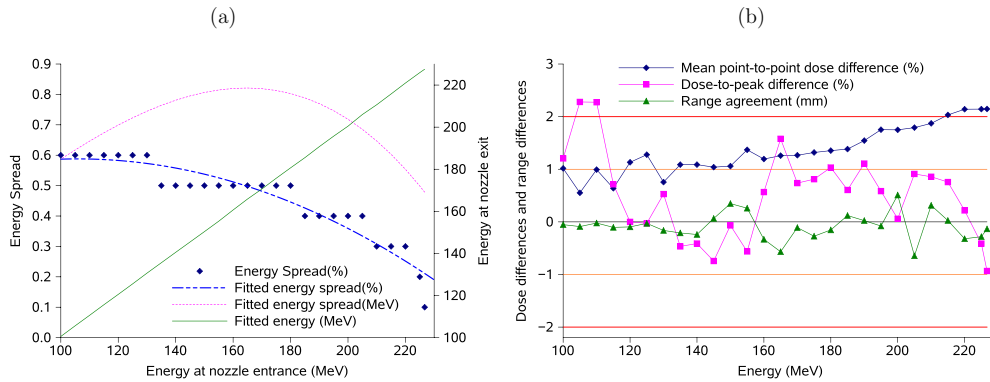 (a)
(b)
0.9
0.8
0.7
0.6
0.5
0.4
0.3
0.2
0.1
0.0
Energy Spread
220
200
180
160
140
120
100
Energy at nozzle exit
Energy Spread(%)
Fitted energy spread(%)
Fitted energy spread(MeV)
Fitted energy (MeV)
100 120 140 160 180 200 220
Energy at nozzle entrance (MeV)
3
2
1
0
−1
−2
Dose differences and range differences
Mean point-to-point dose difference (%)
Dose-to-peak difference (%)
Range agreement (mm)
100 120 140 160 180 200 220
Energy (MeV)